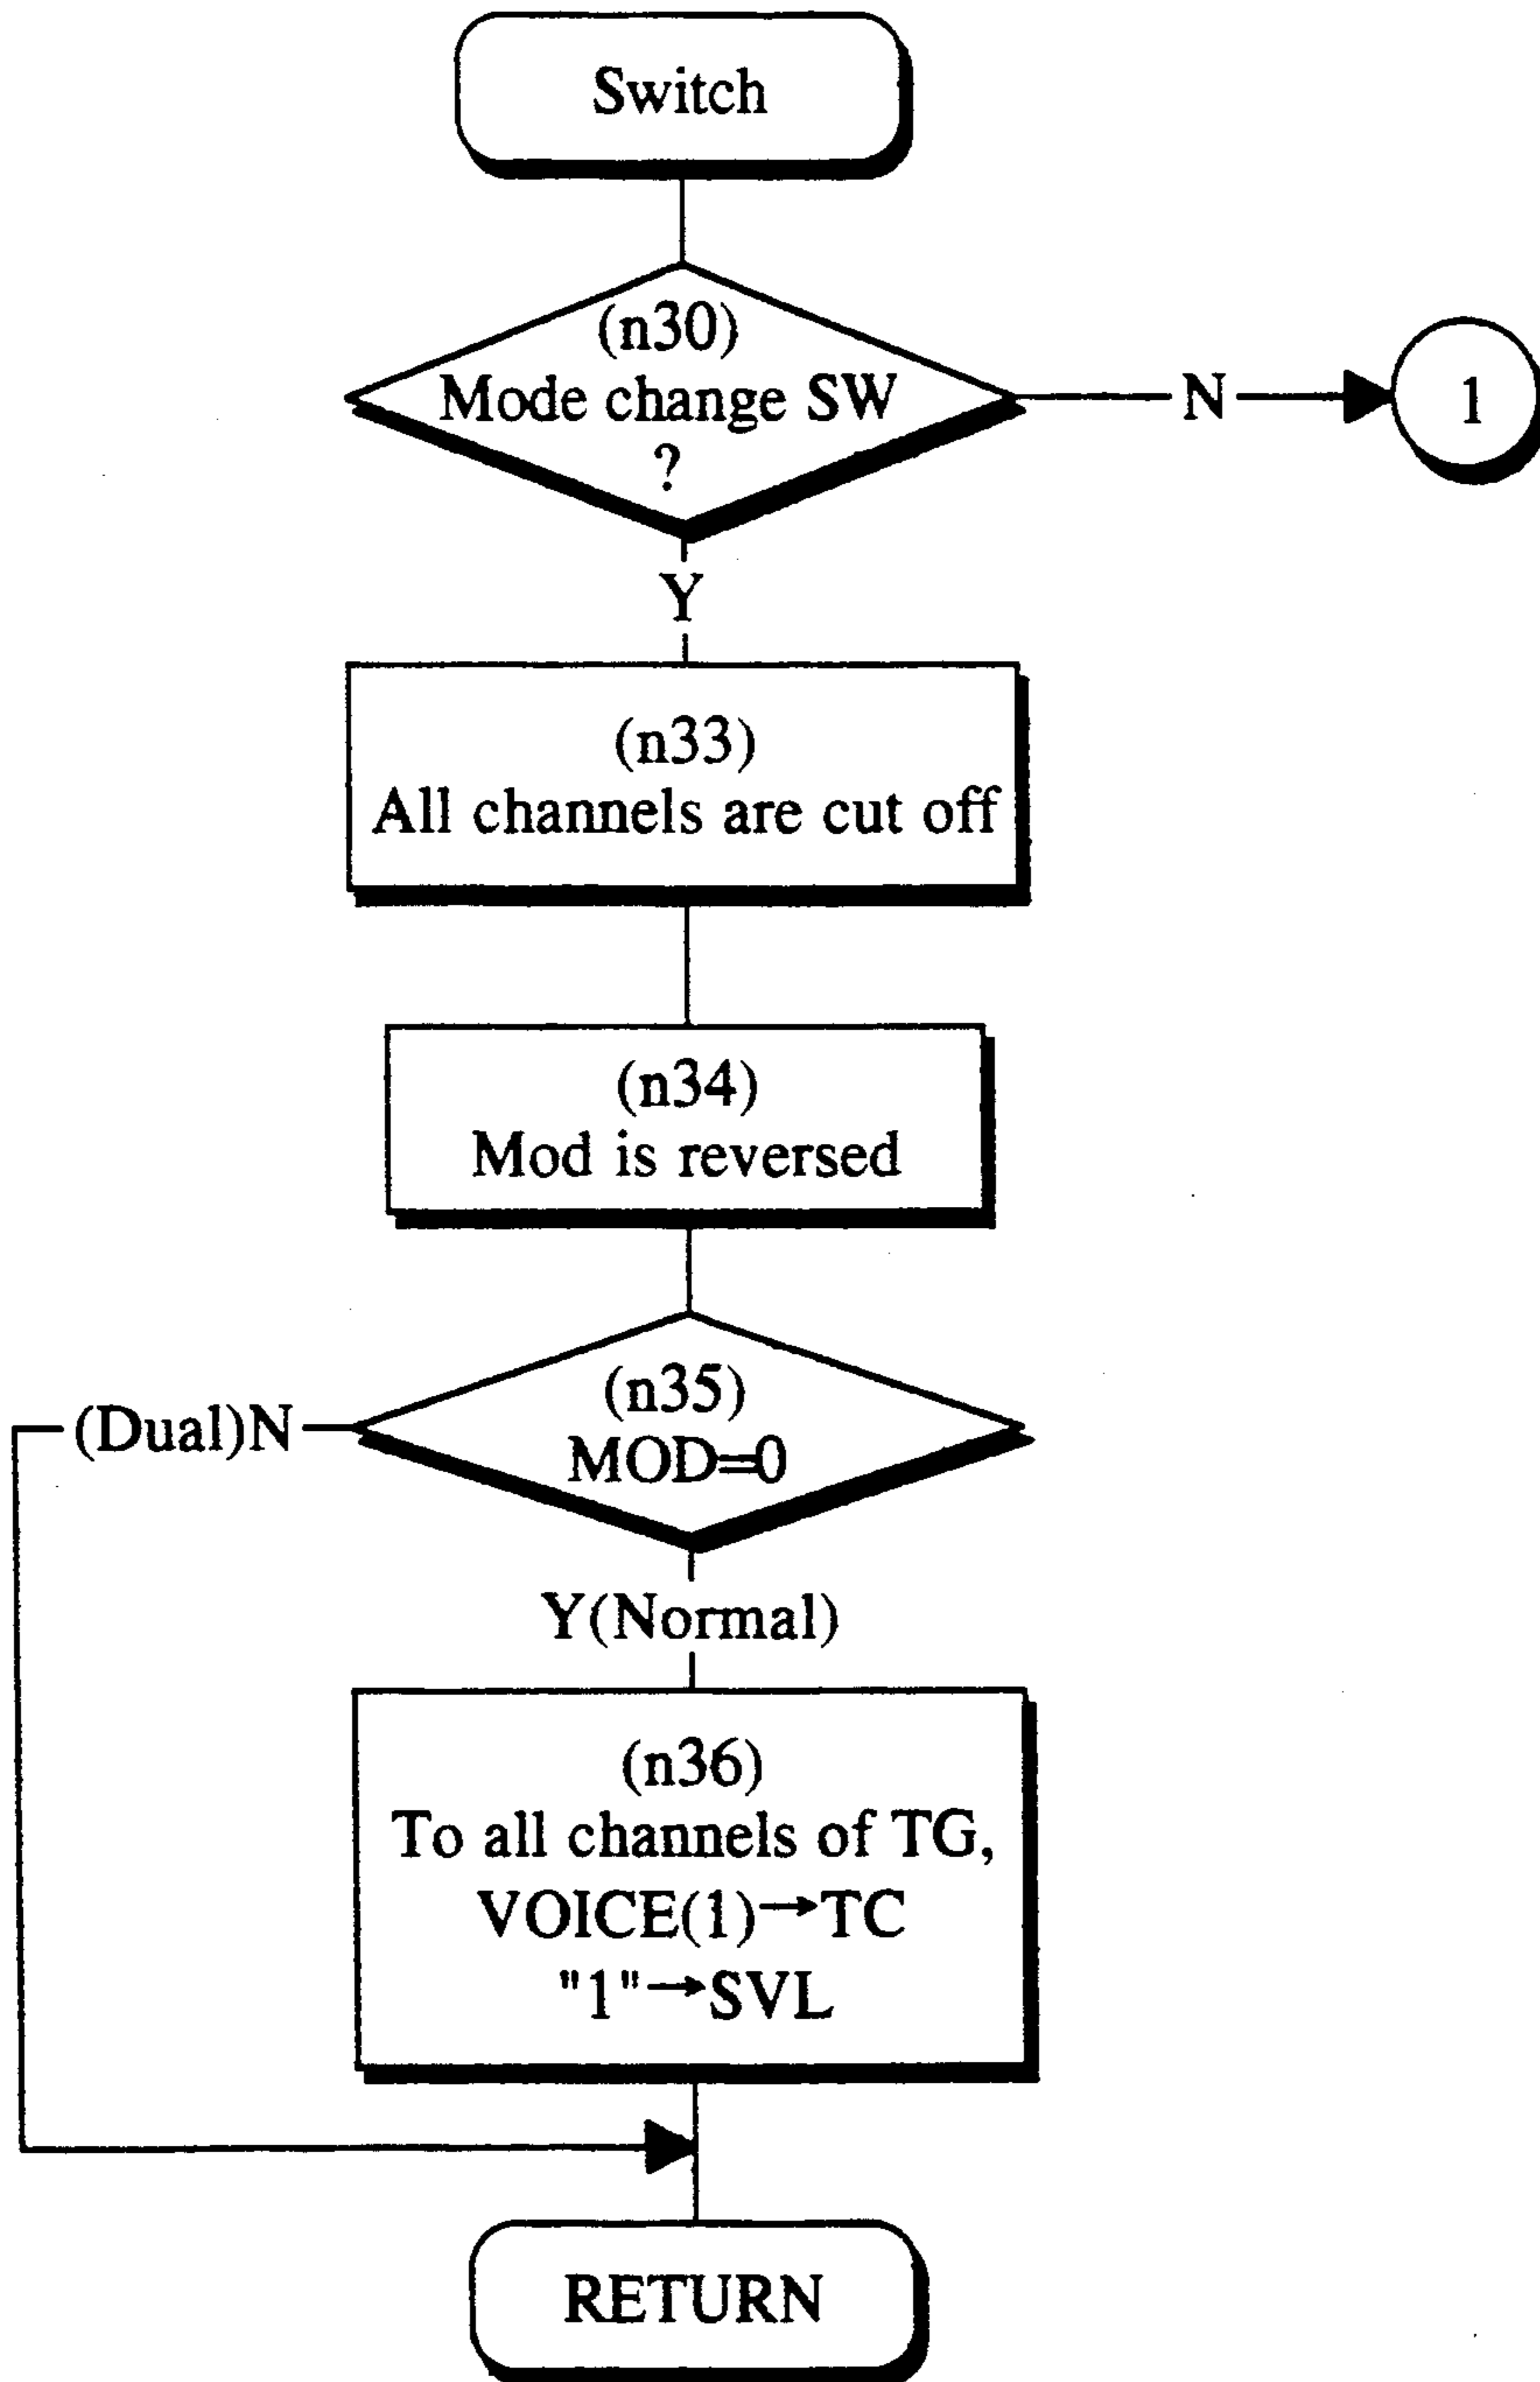 Switch
(n30)
Mode change SW
?
N
1
Y
(n33)
All channels are cut off
(n34)
Mod is reversed
(n35)
MOD=0
(Dual)N
Y(Normal)
(n36)
To all channels of TG,
VOICE(1)→TC
"1"→SVL
RETURN